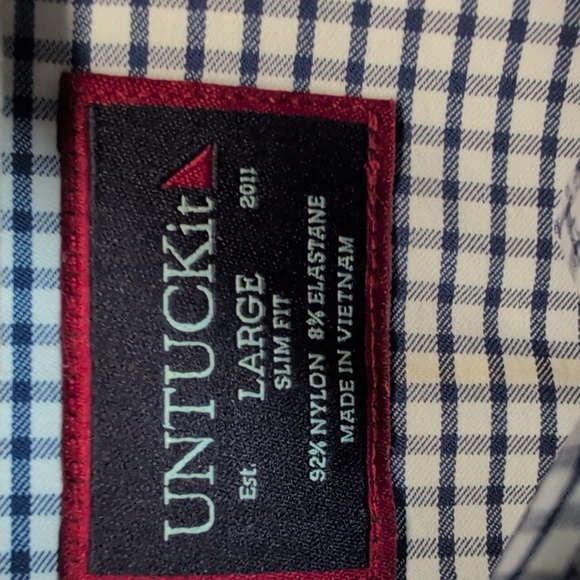 UNTUCKit
Est. LARGE 2011
SLIM FIT
92% NYLON 8% ELASTANE
MADE IN VIETNAM